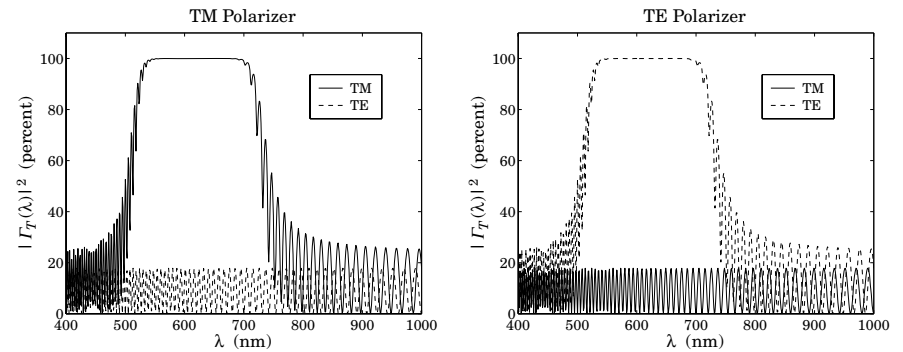 TM Polarizer
| Γ_T(λ)| ² (percent)
100
80
60
40
20
0
400 500 600 700 800 900 1000
λ (nm)
TM
TE
TE Polarizer
| Γ_T(λ)| ² (percent)
100
80
60
40
20
0
400 500 600 700 800 900 1000
λ (nm)
TM
TE